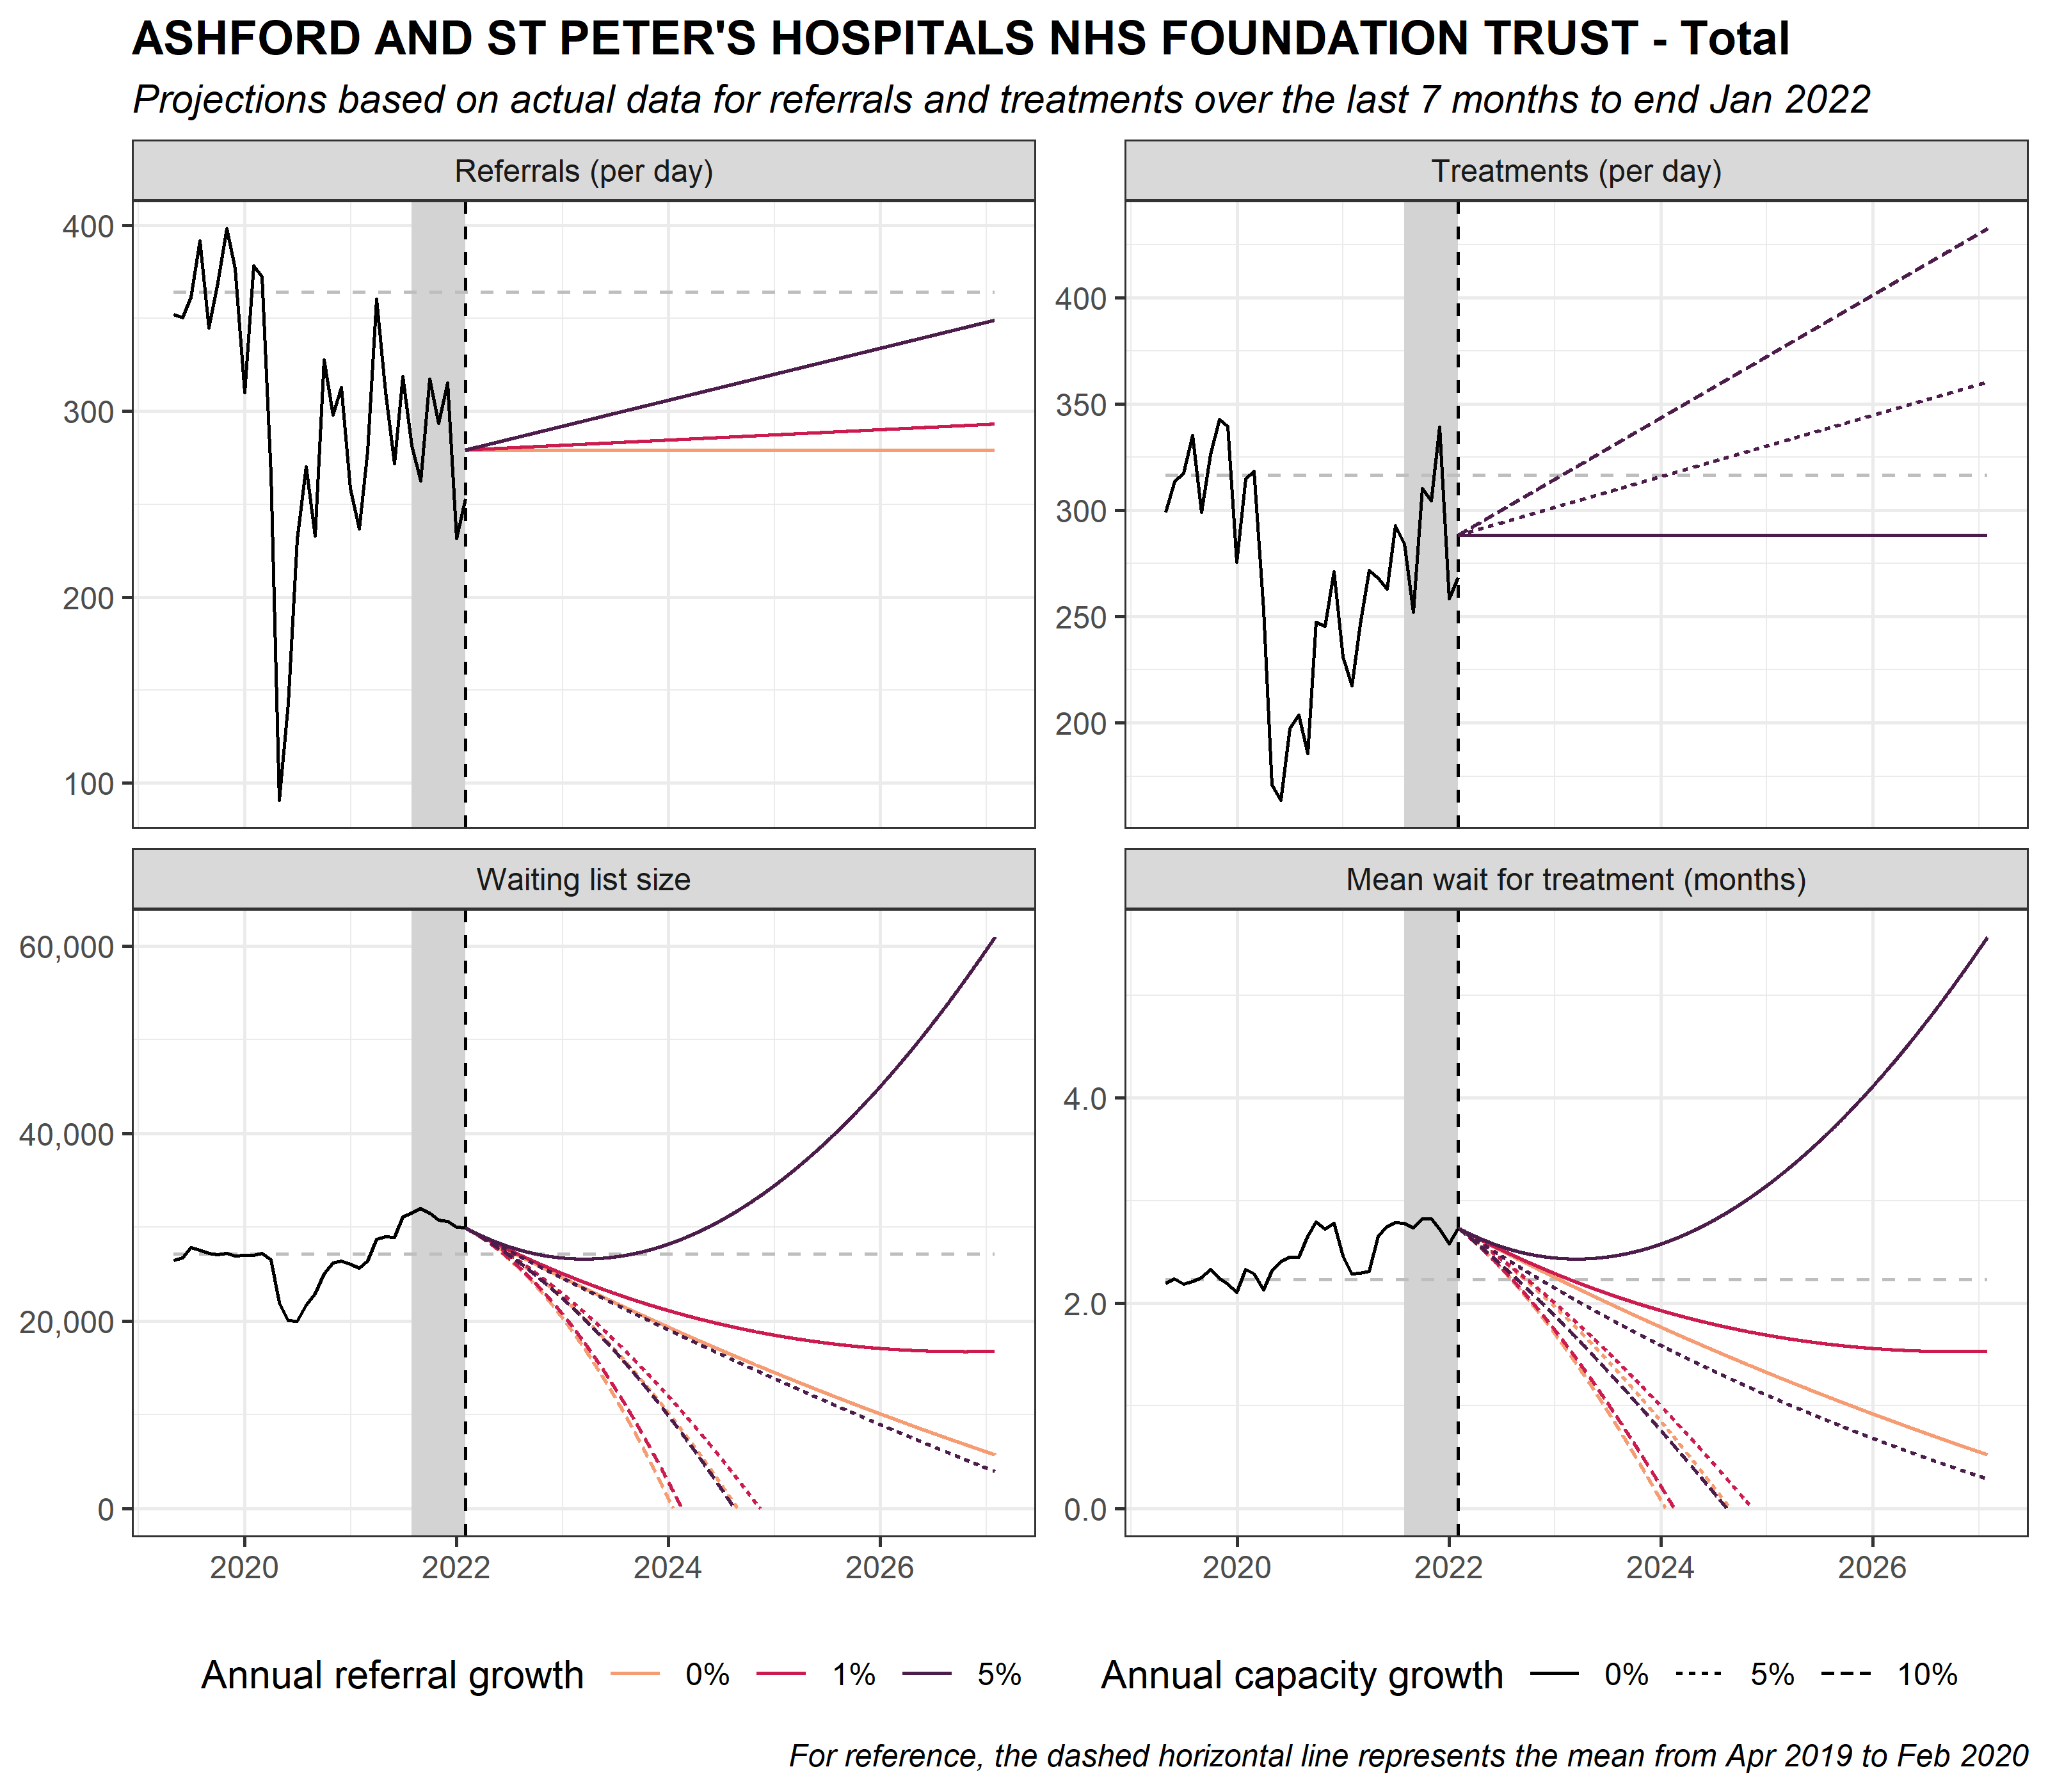 ASHFORD AND ST PETER'S HOSPITALS NHS FOUNDATION TRUST - Total
Projections based on actual data for referrals and treatments over the last 7 months to end Jan 2022
Referrals (per day)
400
300
200
100
Treatments (per day)
400
350
300
250
200
Waiting list size
60,000
40,000
20,000
0
2020 2022 2024 2026
Mean wait for treatment (months)
4.0
2.0
0.0
2020 2022 2024 2026
Annual referral growth 0% 1% 5%
Annual capacity growth 0% 5% 10%
For reference, the dashed horizontal line represents the mean from Apr 2019 to Feb 2020